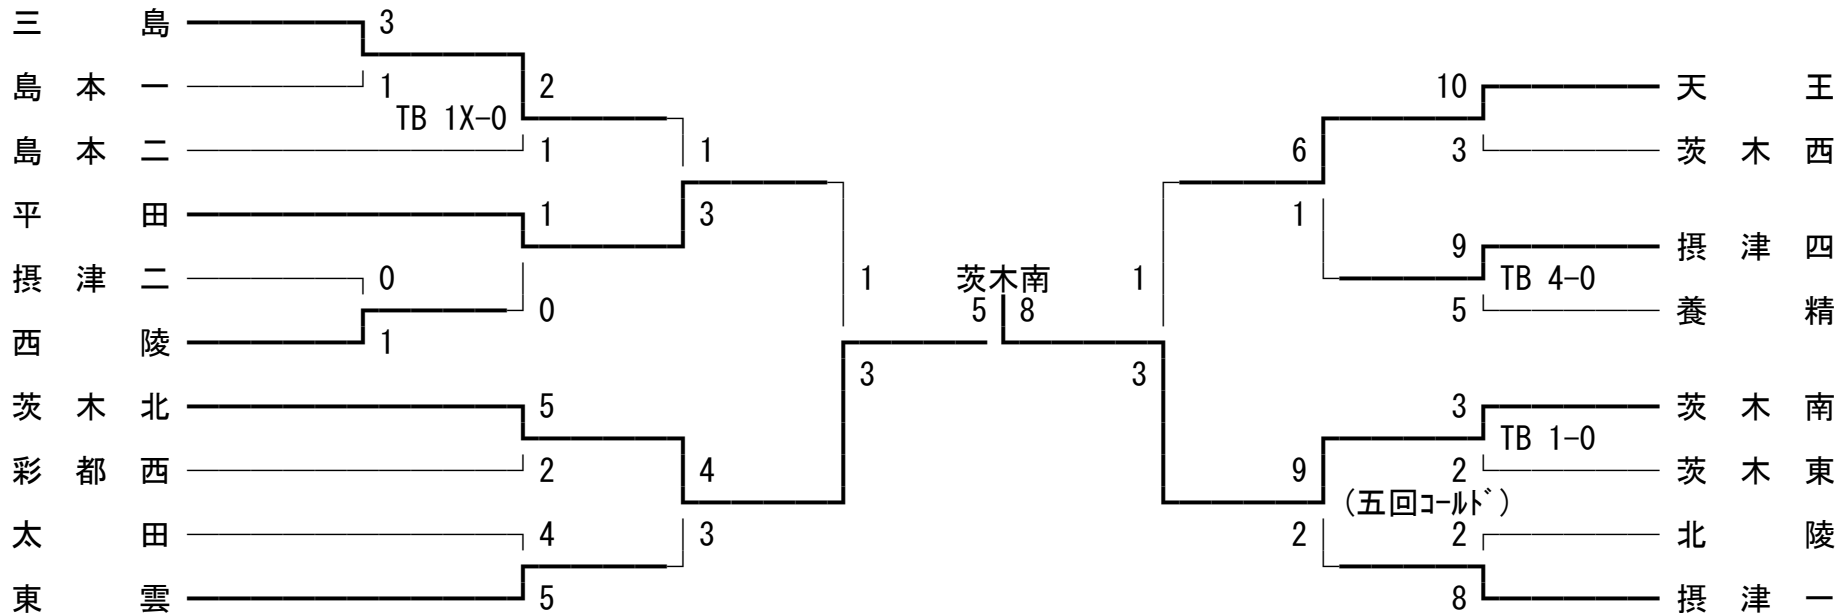 三島 3
島本一 1 2 10 天王
TB 1X-0
島本二 1 1 6 3 茨木西
平田 1 3 1
9 摂津四
摂津二 0 1 茨木南 1 TB 4-0
0 5 8 5 養精
西陵 1
3 3
茨木北 5 3 茨木南
TB 1-0
彩都西 2 4 9 2 茨木東
(五回ｺｰﾙﾄﾞ)
太田 4 3 2 2 北陵
東雲 5 8 摂津一